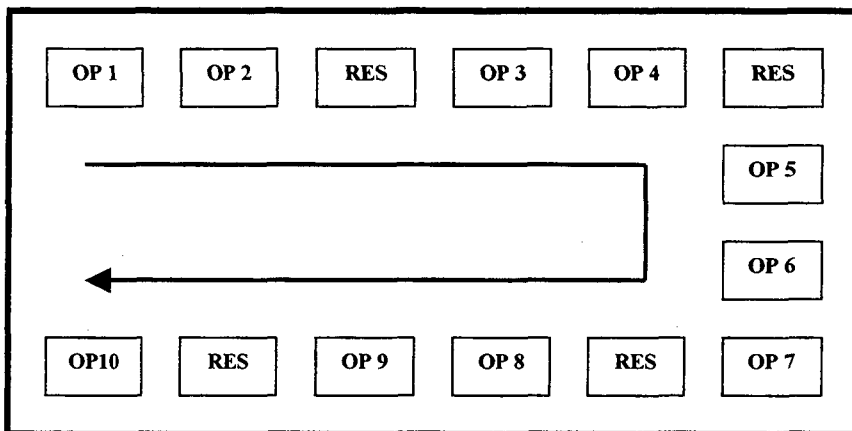 OP 1
OP 2
RES
OP 3
OP 4
RES
OP 5
OP 6
OP 7
RES
OP 8
OP 9
RES
OP10